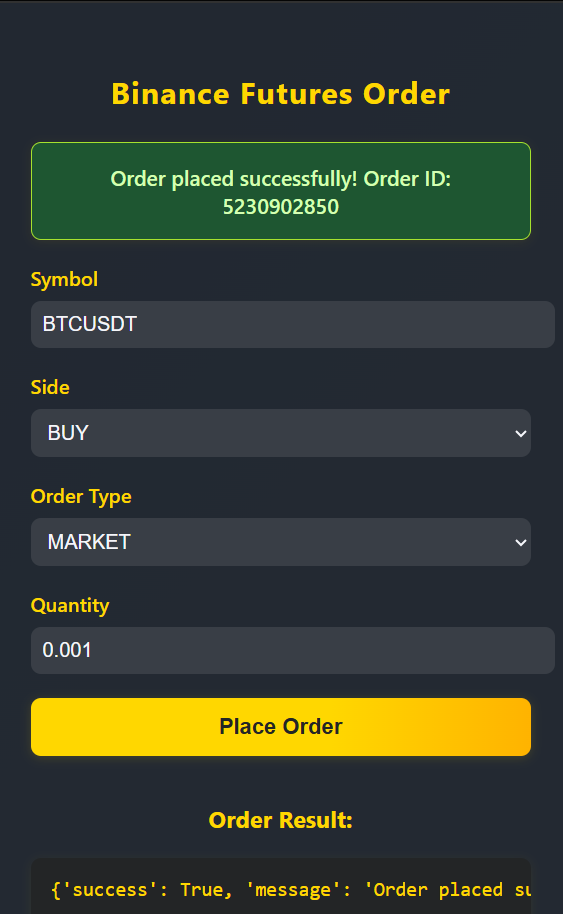 Binance Futures Order
Order placed successfully! Order ID:
5230902850
Symbol
BTCUSDT
Side
BUY
Order Type
MARKET
Quantity
0.001
Place Order
Order Result:
{'success': True, 'message': 'Order placed su